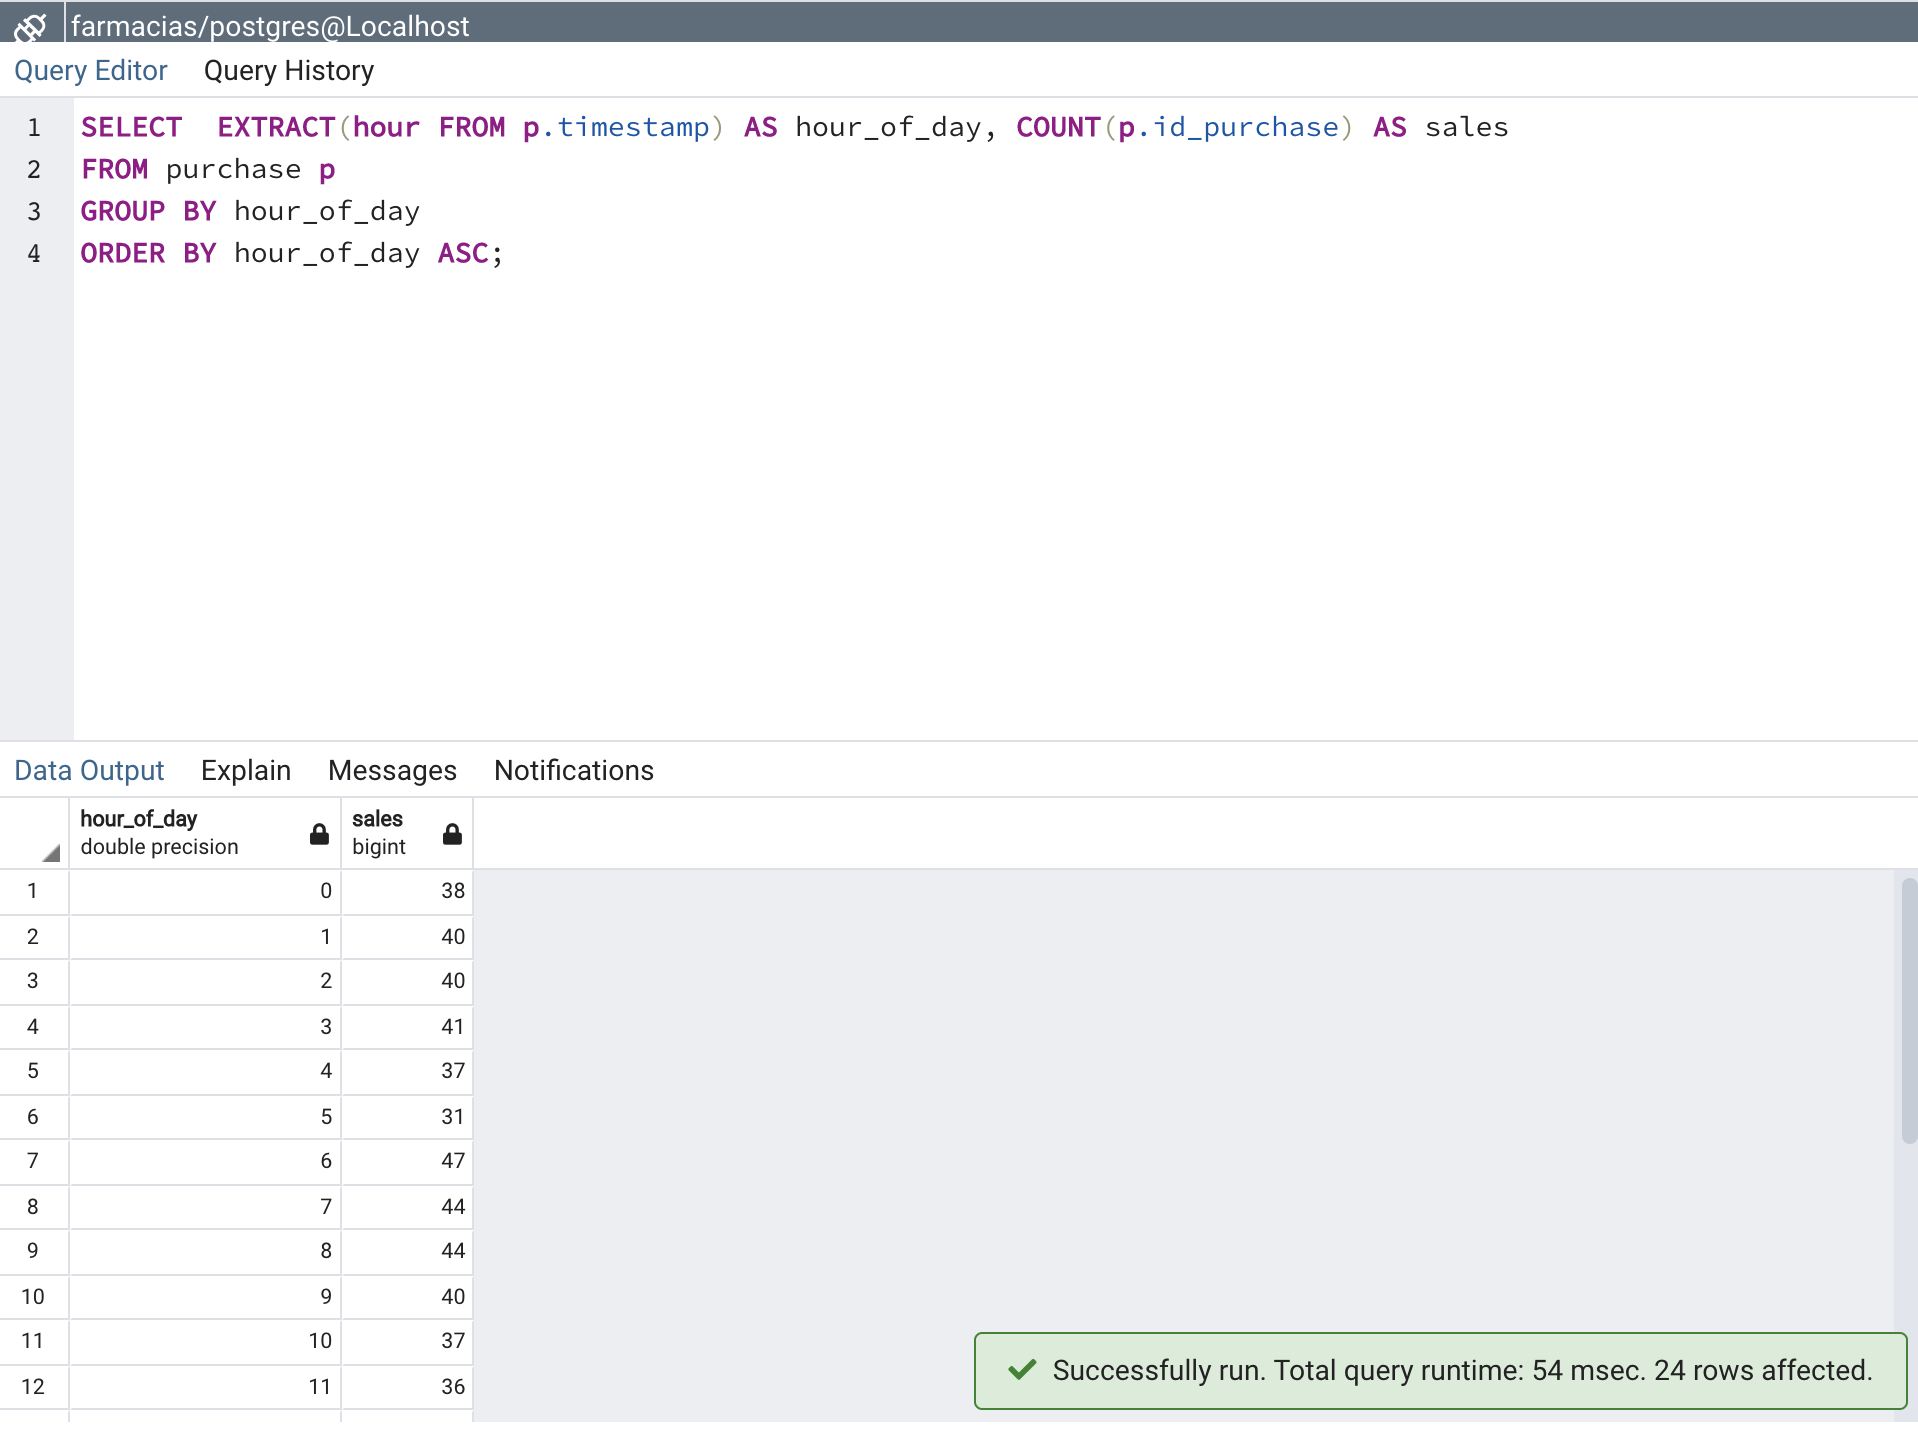 farmacias/postgres@Localhost
Query Editor Query History
1 SELECT  EXTRACT(hour FROM p.timestamp) AS hour_of_day, COUNT(p.id_purchase) AS sales
2 FROM purchase p
3 GROUP BY hour_of_day
4 ORDER BY hour_of_day ASC;
Data Output Explain Messages Notifications
hour_of_day sales
double precision bigint
1 0 38
2 1 40
3 2 40
4 3 41
5 4 37
6 5 31
7 6 47
8 7 44
9 8 44
10 9 40
11 10 37
12 11 36
Successfully run. Total query runtime: 54 msec. 24 rows affected.